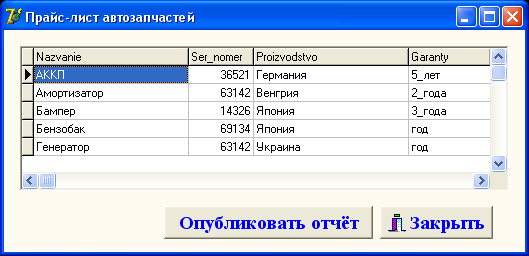 Прайс-лист автозапчастей
Nazvanie Ser_nomer Proizvodstvo Garanty
АККП 36521 Германия 5_лет
Амортизатор 63142 Венгрия 2_года
Бампер 14326 Япония 3_года
Бензобак 69134 Япония год
Генератор 63142 Украина год
Опубликовать отчёт Закрыть